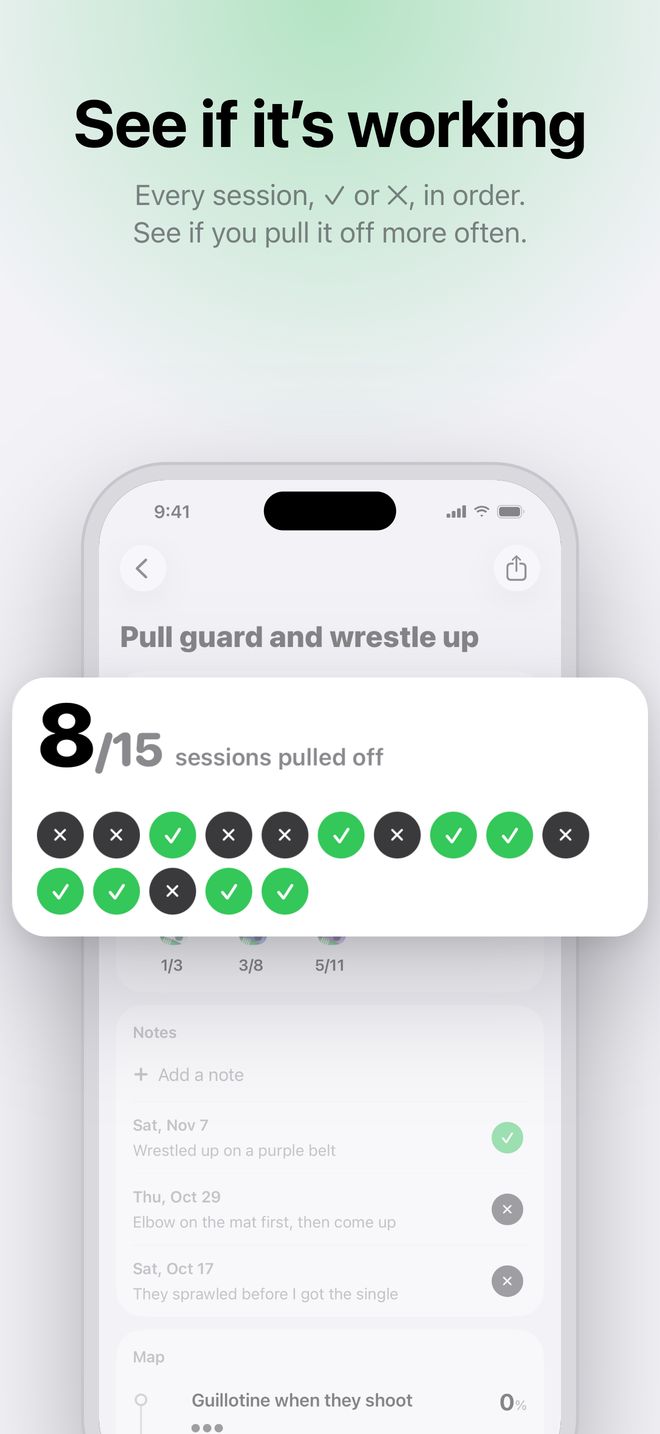 See if it's working
Every session, ✓ or ✕, in order.
See if you pull it off more often.
9:41
Pull guard and wrestle up
8/15 sessions pulled off
1/3 3/8 5/11
Notes
+ Add a note
Sat, Nov 7
Wrestled up on a purple belt
Thu, Oct 29
Elbow on the mat first, then come up
Sat, Oct 17
They sprawled before I got the single
Map
Guillotine when they shoot 0%